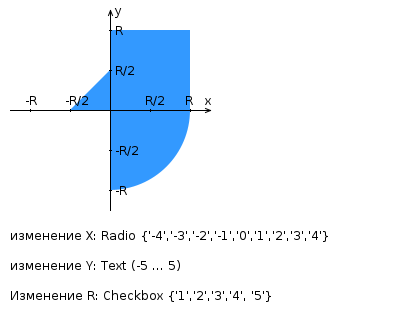 y
R
R/2
-R
-R/2
R/2
R
x
-R/2
-R
изменение X: Radio {'-4','-3','-2','-1','0','1','2','3','4'}
изменение Y: Text (-5 ... 5)
Изменение R: Checkbox {'1','2','3','4', '5'}